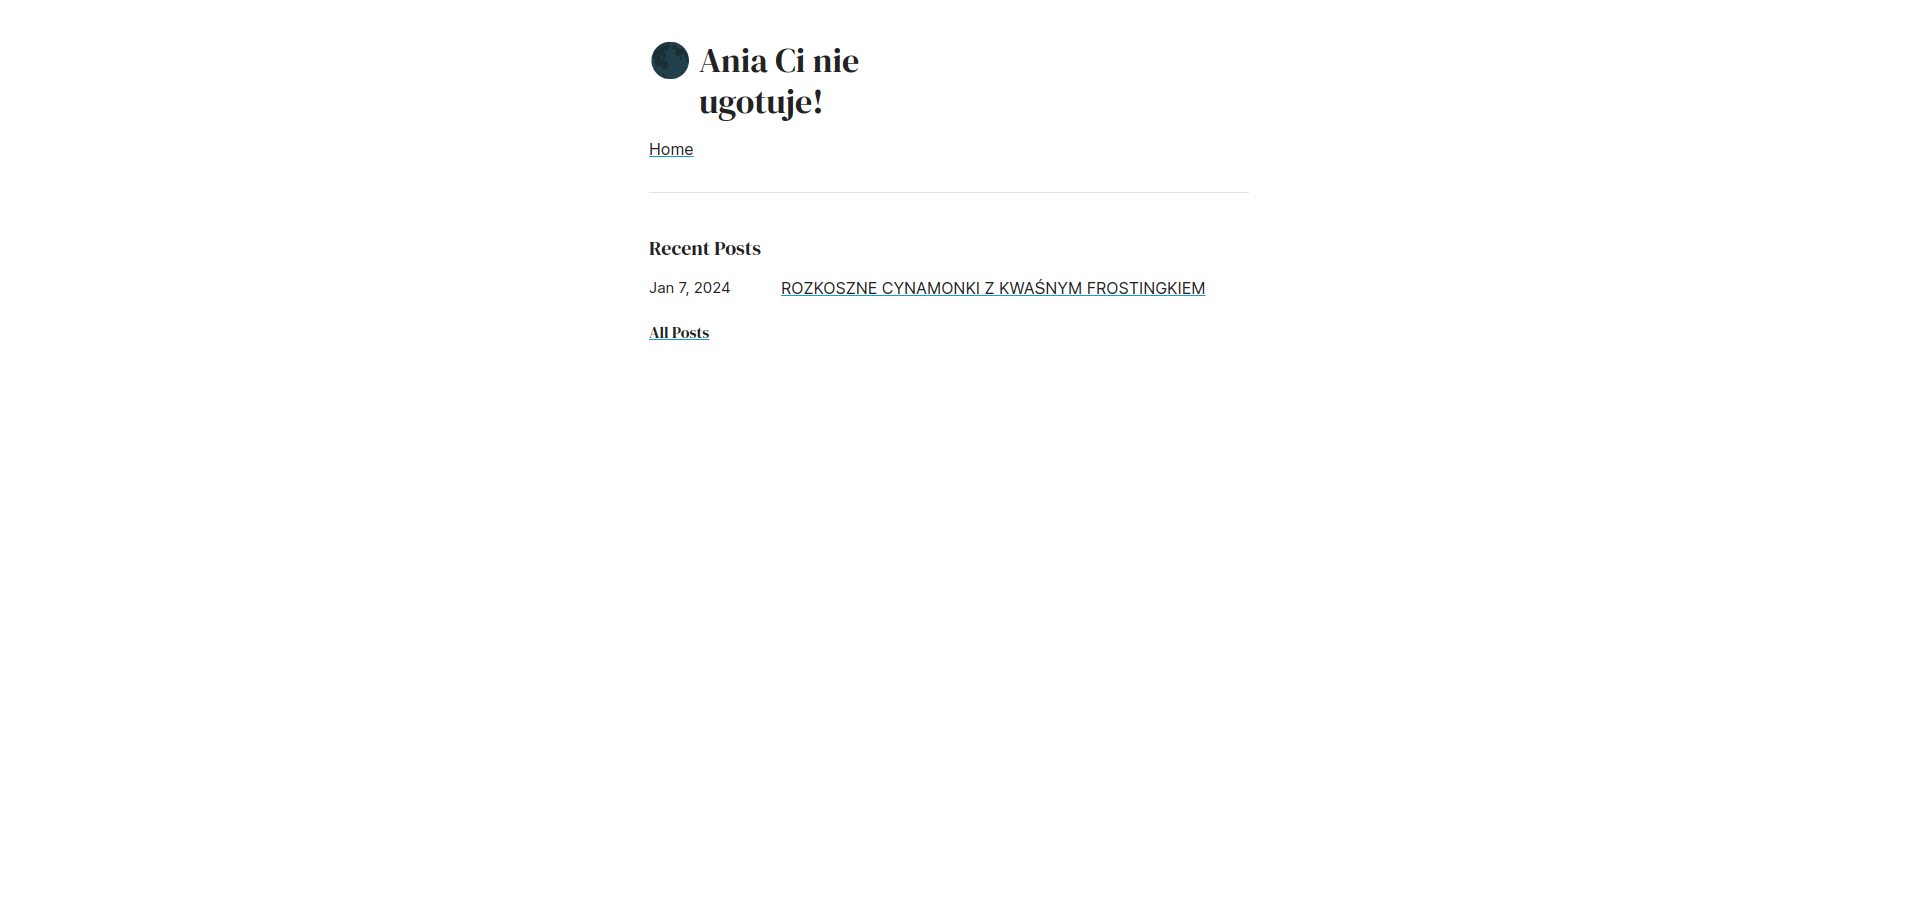 Ania Ci nie
ugotuje!
Home
Recent Posts
Jan 7, 2024 ROZKOSZNE CYNAMONKI Z KWAŚNYM FROSTINGKIEM
All Posts